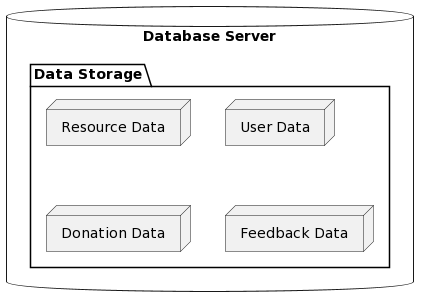 Database Server
Data Storage
Resource Data
User Data
Donation Data
Feedback Data